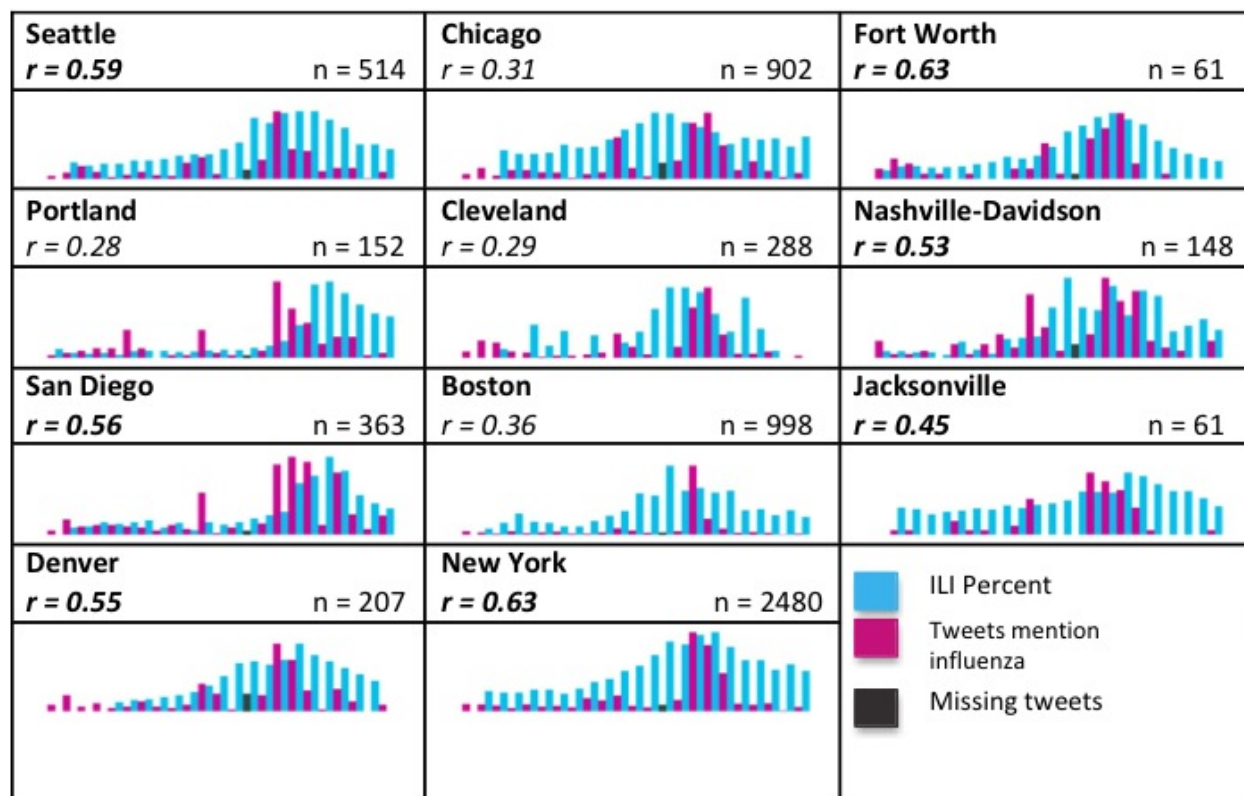 Seattle
r = 0.59 n = 514
Chicago
r = 0.31 n = 902
Fort Worth
r = 0.63 n = 61
Portland
r = 0.28 n = 152
Cleveland
r = 0.29 n = 288
Nashville-Davidson
r = 0.53 n = 148
San Diego
r = 0.56 n = 363
Boston
r = 0.36 n = 998
Jacksonville
r = 0.45 n = 61
Denver
r = 0.55 n = 207
New York
r = 0.63 n = 2480
ILI Percent
Tweets mention
influenza
Missing tweets